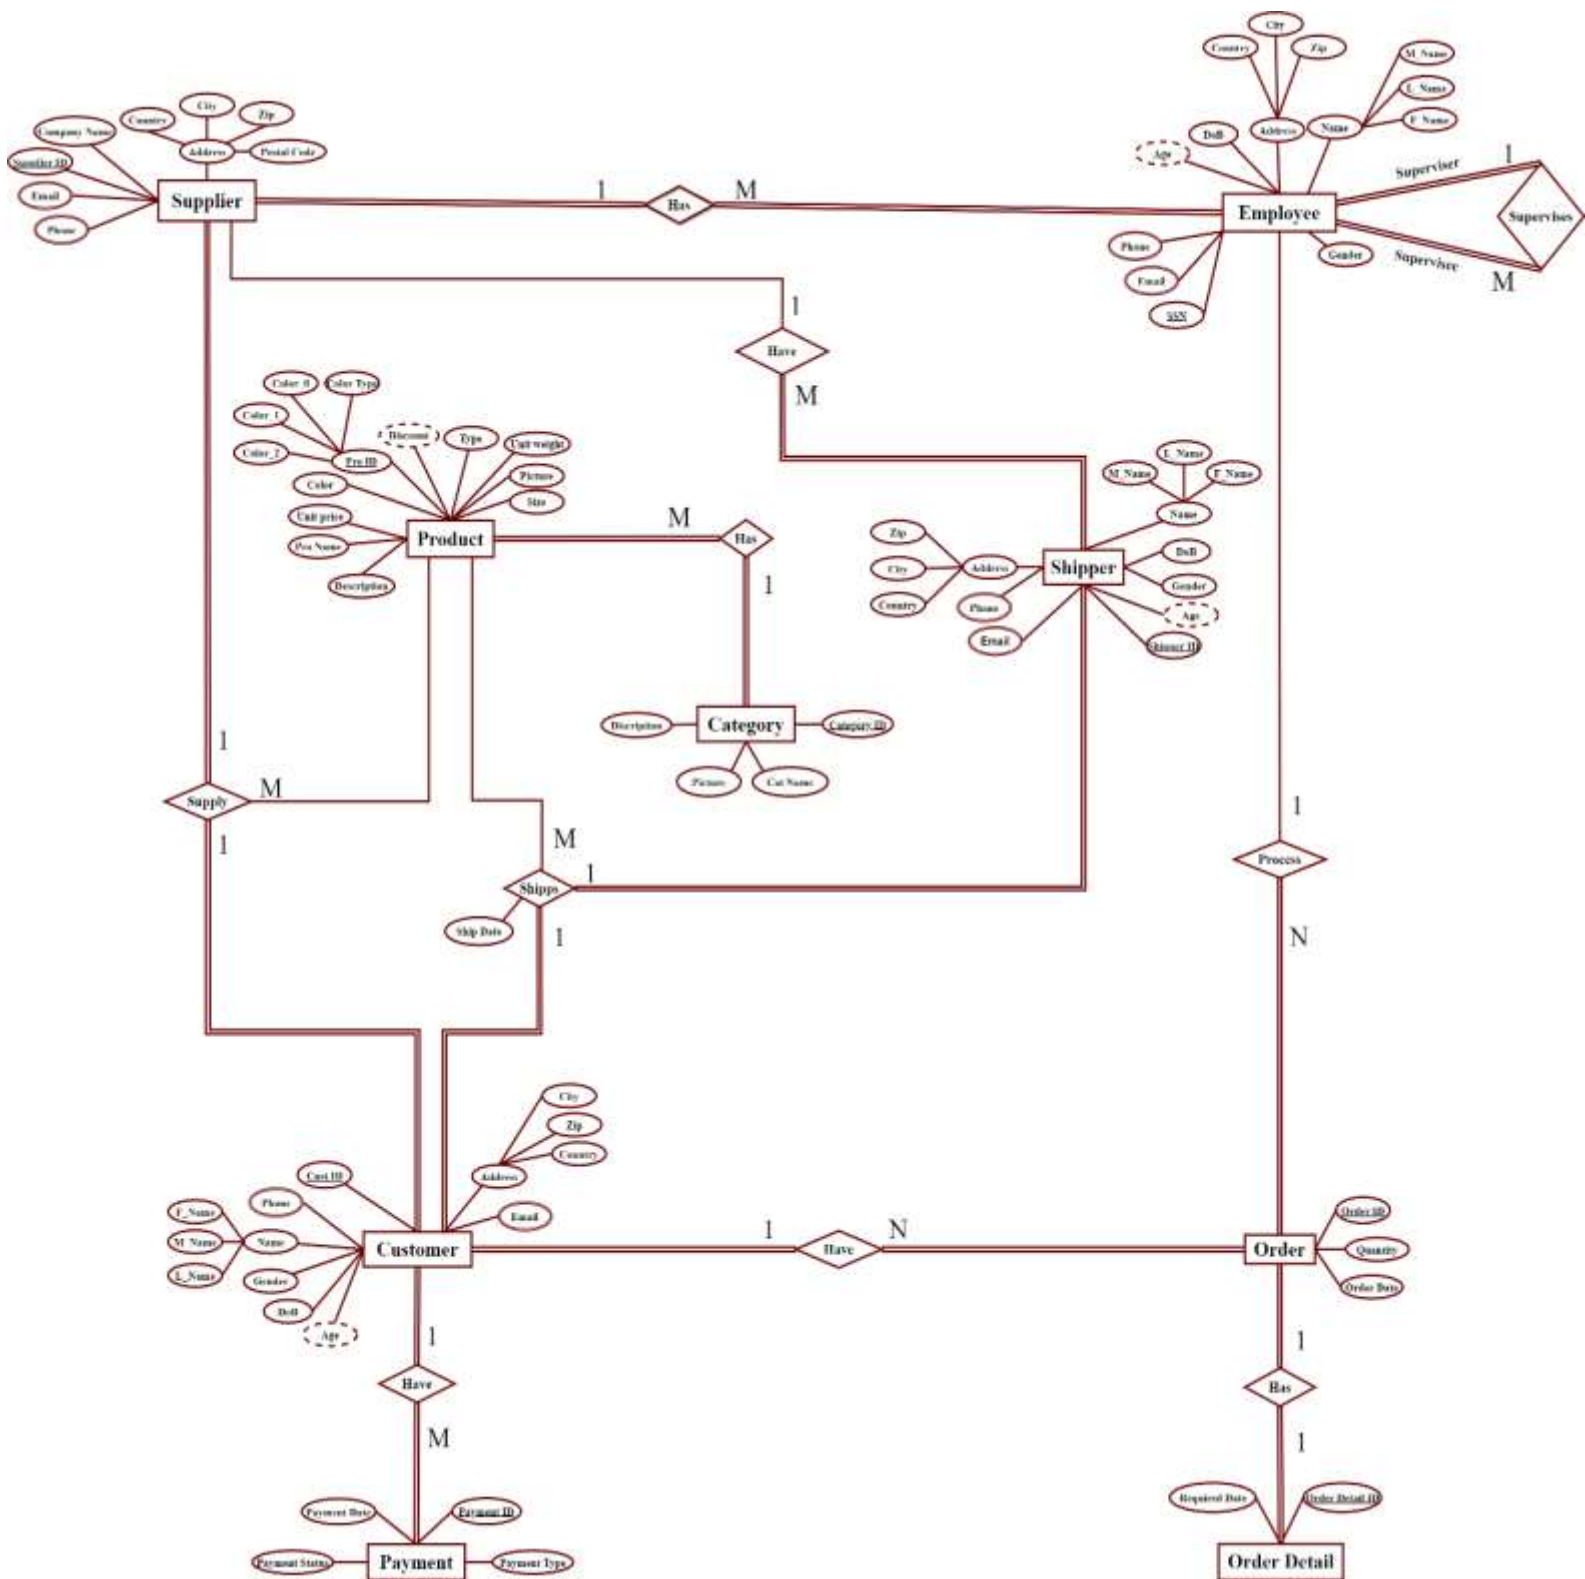 City
Country
Zip
M_Name
L_Name
F_Name
Name
Address
DoB
Age
Employee
Phone
Email
SSN
Gender
Superviser
1
Supervises
Supervisee
M
City
Country
Zip
Company Name
Address
Postal Code
Supplier ID
Email
Phone
Supplier
1
Has
M
1
Have
M
Color_0
Color Type
Color_1
Color_2
Pro ID
Discount
Type
Unit weight
Picture
Size
Color
Unit price
Pro Name
Description
Product
M
Has
1
L_Name
M_Name
F_Name
Name
Zip
City
Country
Address
Phone
Email
Shipper
DoB
Gender
Age
Shipper ID
Discription
Category
Category ID
Picture
Cat Name
1
Supply
M
1
M
Shipps
1
Ship Date
1
1
Process
N
City
Zip
Country
Address
Email
Cust.ID
Phone
F_Name
M_Name
L_Name
Name
Gender
DoB
Age
Customer
1
Have
N
Order
Order ID
Quantity
Order Date
1
Have
M
1
Has
1
Payment Date
Payment ID
Payment Status
Payment
Payment Type
Required Date
Order Detail ID
Order Detail